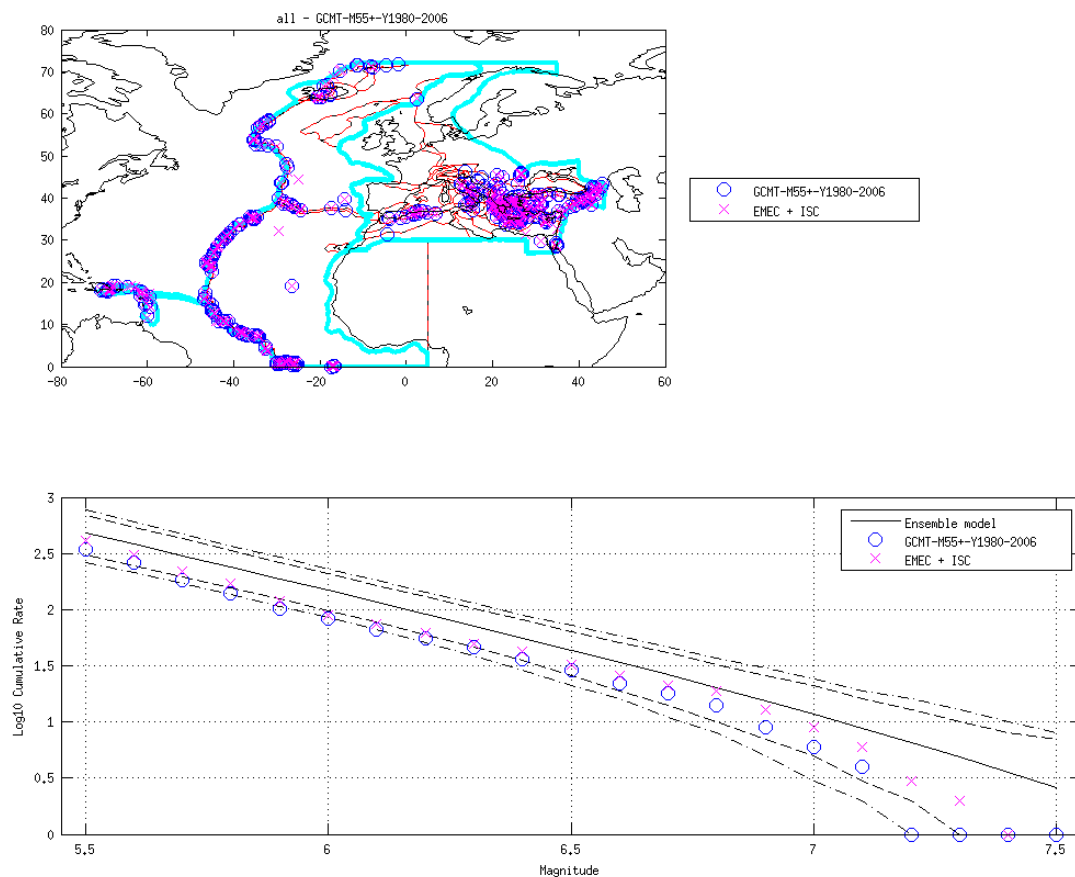 all - GCMT-M55+-Y1980-2006
80
70
60
50
40
30
20
10
0
-80 -60 -40 -20 0 20 40 60
GCMT-M55+-Y1980-2006
EMEC + ISC
3
2.5
2
1.5
1
0.5
0
Log10 Cumulative Rate
5.5 6 6.5 7 7.5
Magnitude
Ensemble model
GCMT-M55+-Y1980-2006
EMEC + ISC